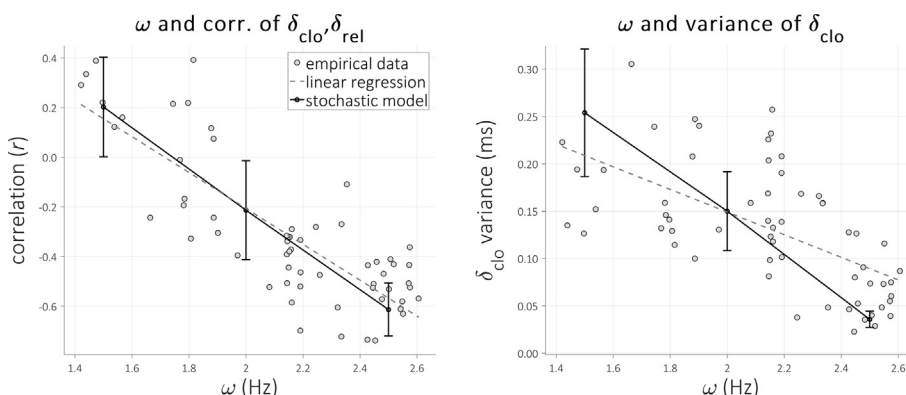 ω and corr. of δclo,δrel
correlation (r)
0.4
0.2
0.0
-0.2
-0.4
-0.6
empirical data
linear regression
stochastic model
1.4 1.6 1.8 2 2.2 2.4 2.6
ω (Hz)
ω and variance of δclo
δclo variance (ms)
0.30
0.25
0.20
0.15
0.10
0.05
0.00
1.4 1.6 1.8 2 2.2 2.4 2.6
ω (Hz)